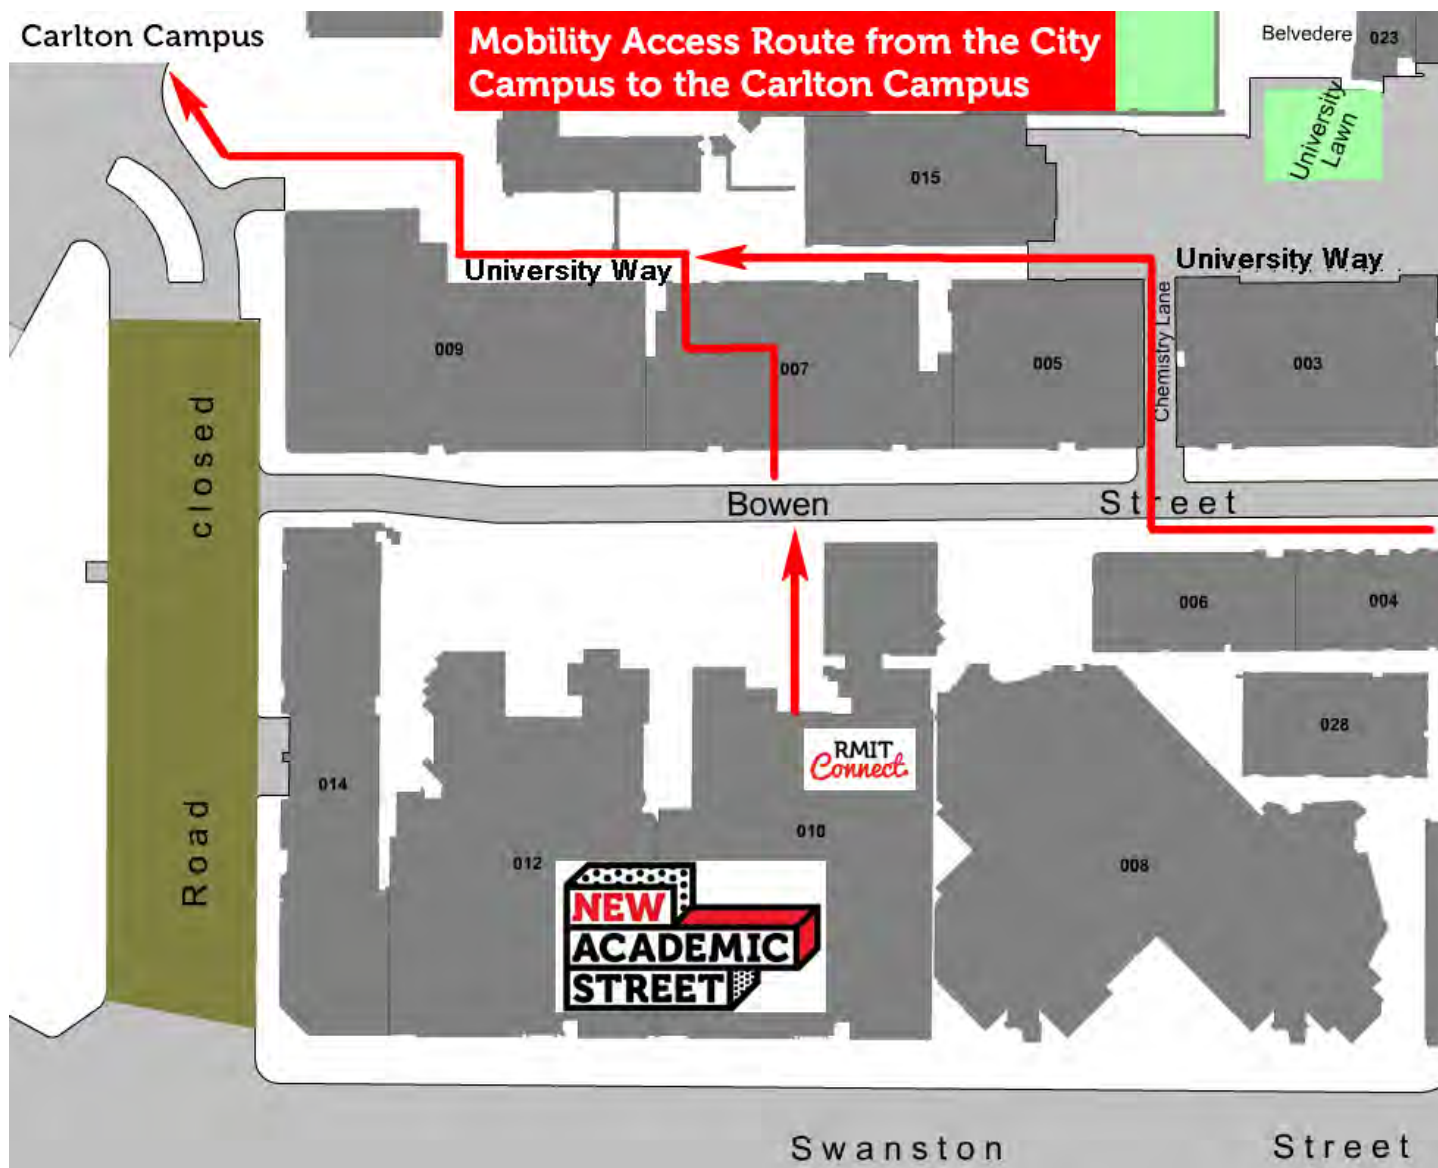 Carlton Campus
Mobility Access Route from the City
Campus to the Carlton Campus
Belvedere
023
University
Lawn
015
University Way
University Way
009
007
005
Chemistry Lane
003
closed
Bowen
Street
006
004
028
RMIT
Connect
014
010
012
008
Road
NEW
ACADEMIC
STREET
Swanston
Street